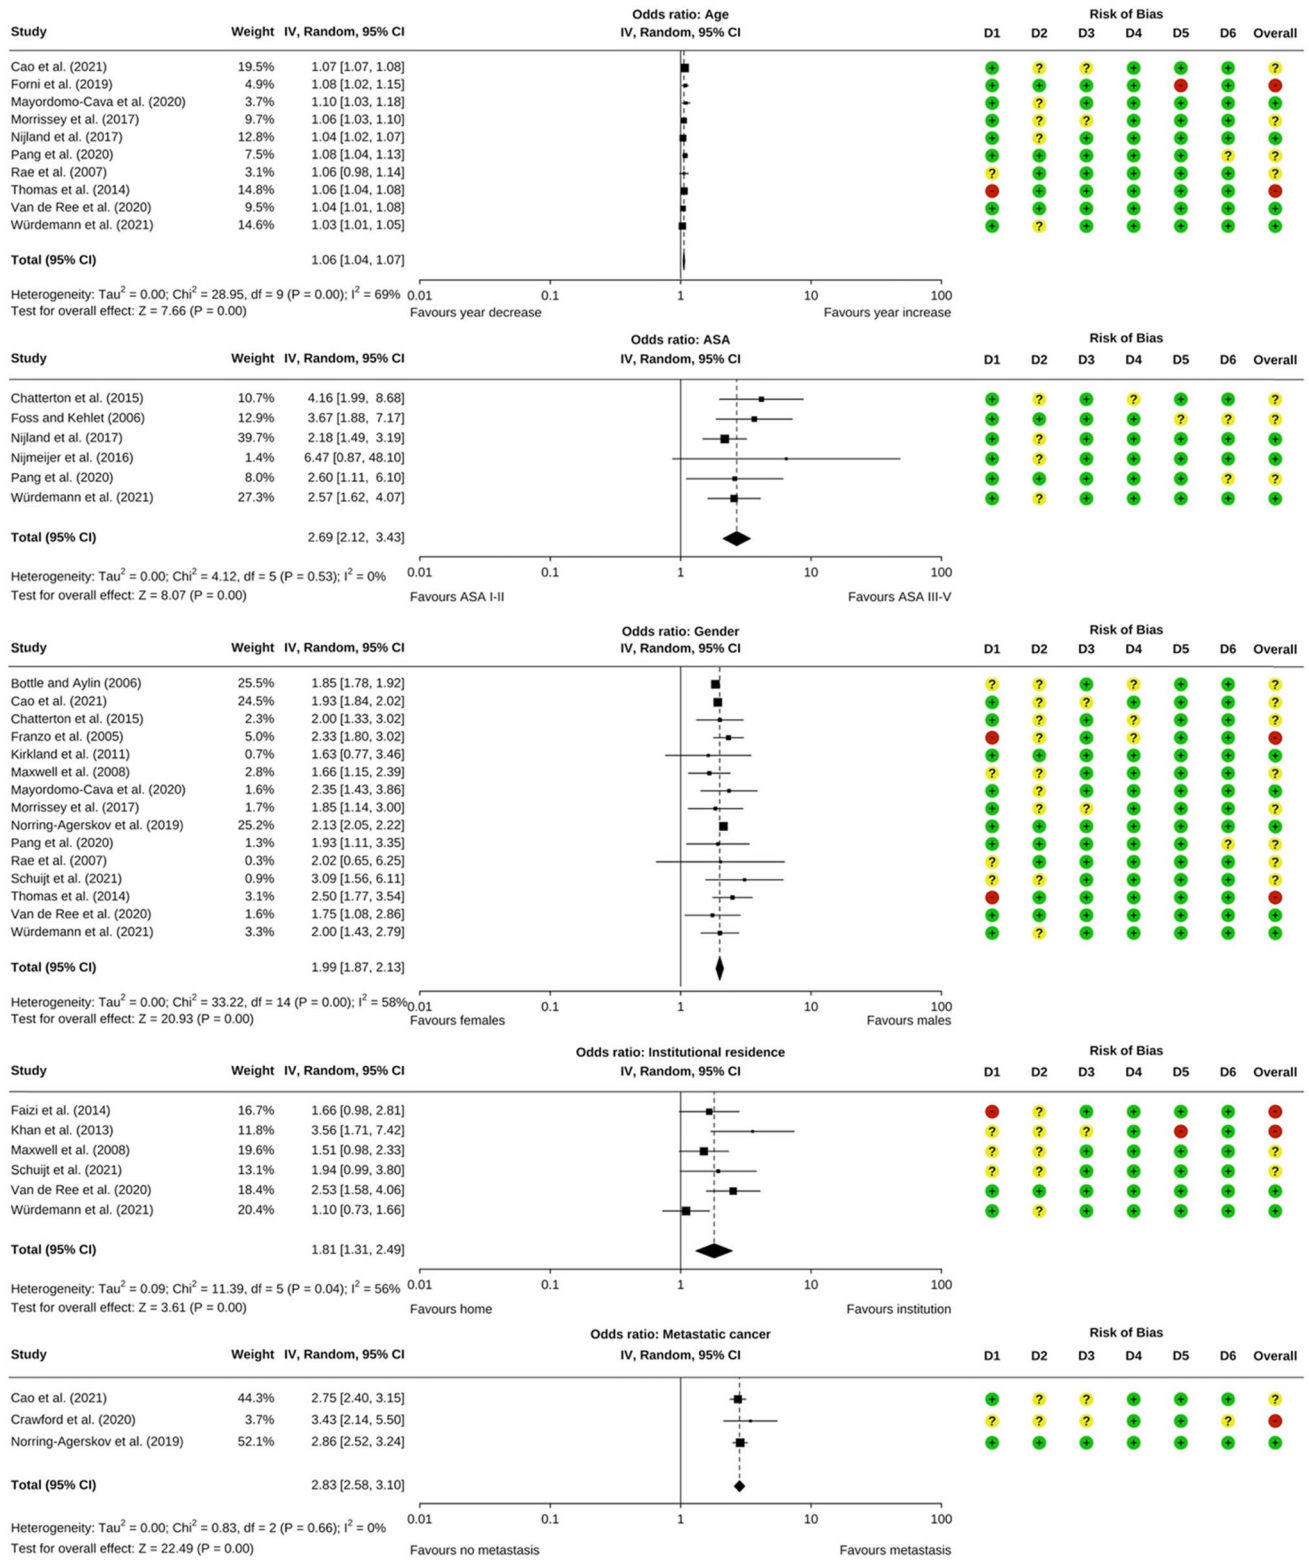 Odds ratio: Age Risk of Bias
Study Weight IV, Random, 95% CI IV, Random, 95% CI D1 D2 D3 D4 D5 D6 Overall
Cao et al. (2021) 19.5% 1.07 [1.07, 1.08] + ? ? + + + ?
Forni et al. (2019) 4.9% 1.08 [1.02, 1.15] + + + + - + -
Mayordomo-Cava et al. (2020) 3.7% 1.10 [1.03, 1.18] + ? + + + + +
Morrissey et al. (2017) 9.7% 1.06 [1.03, 1.10] + ? ? + + + ?
Nijland et al. (2017) 12.8% 1.04 [1.02, 1.07] + ? + + + + +
Pang et al. (2020) 7.5% 1.08 [1.04, 1.13] + + + + + ? ?
Rae et al. (2007) 3.1% 1.06 [0.98, 1.14] ? + + + + + ?
Thomas et al. (2014) 14.8% 1.06 [1.04, 1.08] - + + + + + -
Van de Ree et al. (2020) 9.5% 1.04 [1.01, 1.08] + + + + + + +
Würdemann et al. (2021) 14.6% 1.03 [1.01, 1.05] + ? + + + + +
Total (95% CI) 1.06 [1.04, 1.07]
Heterogeneity: Tau² = 0.00; Chi² = 28.95, df = 9 (P = 0.00); I² = 69% 0.01 0.1 1 10 100
Test for overall effect: Z = 7.66 (P = 0.00) Favours year decrease Favours year increase
Odds ratio: ASA Risk of Bias
Study Weight IV, Random, 95% CI IV, Random, 95% CI D1 D2 D3 D4 D5 D6 Overall
Chatterton et al. (2015) 10.7% 4.16 [1.99, 8.68] + ? + ? + + ?
Foss and Kehlet (2006) 12.9% 3.67 [1.88, 7.17] + + + + ? ? ?
Nijland et al. (2017) 39.7% 2.18 [1.49, 3.19] + ? + + + + +
Nijmeijer et al. (2016) 1.4% 6.47 [0.87, 48.10] + ? + + + + +
Pang et al. (2020) 8.0% 2.60 [1.11, 6.10] + + + + + ? ?
Würdemann et al. (2021) 27.3% 2.57 [1.62, 4.07] + ? + + + + +
Total (95% CI) 2.69 [2.12, 3.43]
Heterogeneity: Tau² = 0.00; Chi² = 4.12, df = 5 (P = 0.53); I² = 0% 0.01 0.1 1 10 100
Test for overall effect: Z = 8.07 (P = 0.00) Favours ASA I-II Favours ASA III-V
Odds ratio: Gender Risk of Bias
Study Weight IV, Random, 95% CI IV, Random, 95% CI D1 D2 D3 D4 D5 D6 Overall
Bottle and Aylin (2006) 25.5% 1.85 [1.78, 1.92] ? ? + ? + + ?
Cao et al. (2021) 24.5% 1.93 [1.84, 2.02] + ? ? + + + ?
Chatterton et al. (2015) 2.3% 2.00 [1.33, 3.02] + ? + ? + + ?
Franzo et al. (2005) 5.0% 2.33 [1.80, 3.02] - ? + ? + + -
Kirkland et al. (2011) 0.7% 1.63 [0.77, 3.46] + + + + + + +
Maxwell et al. (2008) 2.8% 1.66 [1.15, 2.39] ? ? + + + + ?
Mayordomo-Cava et al. (2020) 1.6% 2.35 [1.43, 3.86] + ? + + + + +
Morrissey et al. (2017) 1.7% 1.85 [1.14, 3.00] + ? ? + + + ?
Norring-Agerskov et al. (2019) 25.2% 2.13 [2.05, 2.22] + + + + + + +
Pang et al. (2020) 1.3% 1.93 [1.11, 3.35] + + + + + ? ?
Rae et al. (2007) 0.3% 2.02 [0.65, 6.25] ? + + + + + ?
Schuijt et al. (2021) 0.9% 3.09 [1.56, 6.11] ? ? + + + + ?
Thomas et al. (2014) 3.1% 2.50 [1.77, 3.54] - + + + + + -
Van de Ree et al. (2020) 1.6% 1.75 [1.08, 2.86] + + + + + + +
Würdemann et al. (2021) 3.3% 2.00 [1.43, 2.79] + ? + + + + +
Total (95% CI) 1.99 [1.87, 2.13]
Heterogeneity: Tau² = 0.00; Chi² = 33.22, df = 14 (P = 0.00); I² = 58% 0.01 0.1 1 10 100
Test for overall effect: Z = 20.93 (P = 0.00) Favours females Favours males
Odds ratio: Institutional residence Risk of Bias
Study Weight IV, Random, 95% CI IV, Random, 95% CI D1 D2 D3 D4 D5 D6 Overall
Faizi et al. (2014) 16.7% 1.66 [0.98, 2.81] - ? + + + + -
Khan et al. (2013) 11.8% 3.56 [1.71, 7.42] ? ? ? + - + -
Maxwell et al. (2008) 19.6% 1.51 [0.98, 2.33] ? ? + + + + ?
Schuijt et al. (2021) 13.1% 1.94 [0.99, 3.80] ? ? + + + + ?
Van de Ree et al. (2020) 18.4% 2.53 [1.58, 4.06] + + + + + + +
Würdemann et al. (2021) 20.4% 1.10 [0.73, 1.66] + ? + + + + +
Total (95% CI) 1.81 [1.31, 2.49]
Heterogeneity: Tau² = 0.09; Chi² = 11.39, df = 5 (P = 0.04); I² = 56% 0.01 0.1 1 10 100
Test for overall effect: Z = 3.61 (P = 0.00) Favours home Favours institution
Odds ratio: Metastatic cancer Risk of Bias
Study Weight IV, Random, 95% CI IV, Random, 95% CI D1 D2 D3 D4 D5 D6 Overall
Cao et al. (2021) 44.3% 2.75 [2.40, 3.15] + ? ? + + + ?
Crawford et al. (2020) 3.7% 3.43 [2.14, 5.50] ? ? ? + + ? -
Norring-Agerskov et al. (2019) 52.1% 2.86 [2.52, 3.24] + + + + + + +
Total (95% CI) 2.83 [2.58, 3.10]
Heterogeneity: Tau² = 0.00; Chi² = 0.83, df = 2 (P = 0.66); I² = 0% 0.01 0.1 1 10 100
Test for overall effect: Z = 22.49 (P = 0.00) Favours no metastasis Favours metastasis